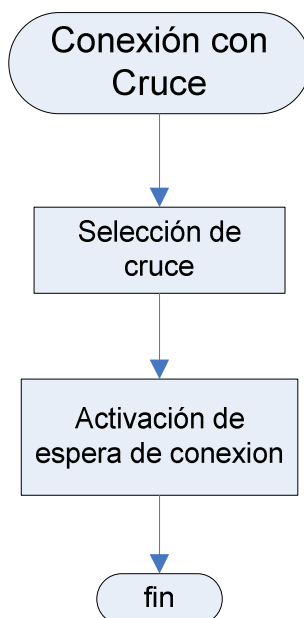 Conexión con
Cruce
Selección de
cruce
Activación de
espera de conexion
fin